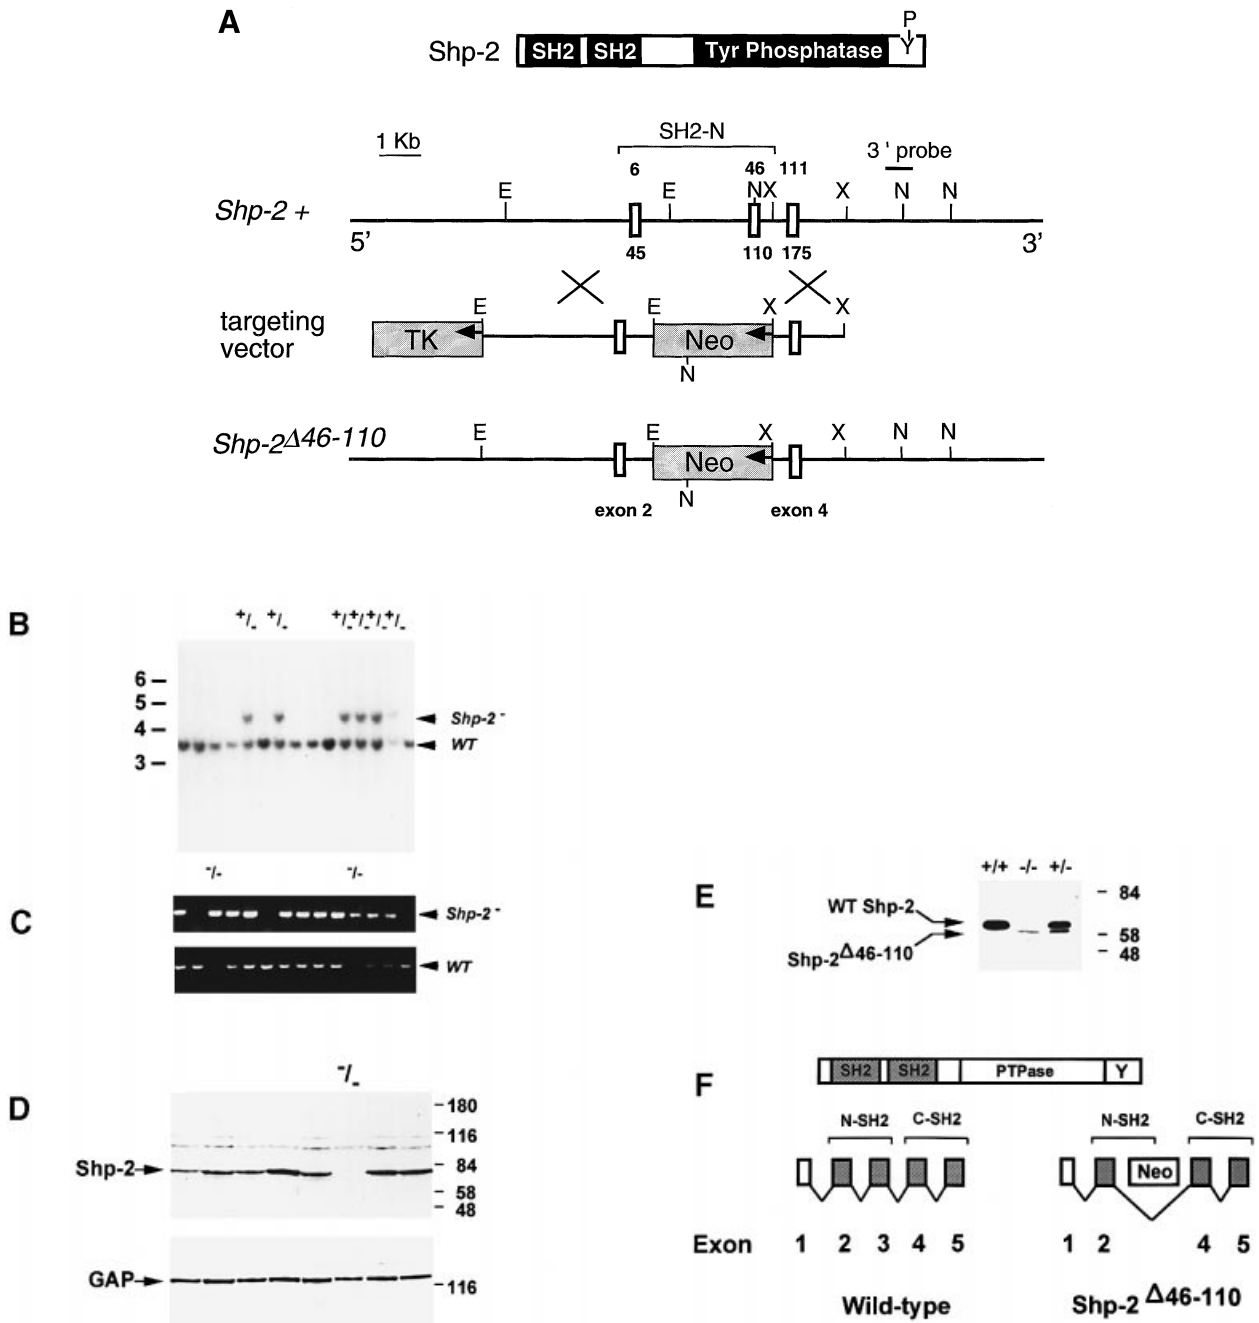 A
P
Shp-2 SH2 SH2 Tyr Phosphatase Y
1 Kb SH2-N 3' probe
6 46 111
E E NX X N N
Shp-2 +
5' 3'
45 110 175
E E X X
targeting vector TK Neo
N
Shp-2Δ46-110 E E X X N N
Neo
N
exon 2 exon 4
B
+/- +/- +/- +/- +/- +/-
6
5
Shp-2 -
4
WT
3
-/- -/-
C
Shp-2 -
WT
-/-
D
180
116
Shp-2 84
58
48
GAP
116
E
+/+ -/- +/-
84
WT Shp-2
58
Shp-2Δ46-110
48
F
SH2 SH2 PTPase Y
N-SH2 C-SH2 N-SH2 C-SH2
Neo
Exon 1 2 3 4 5 1 2 4 5
Wild-type Shp-2 Δ46-110